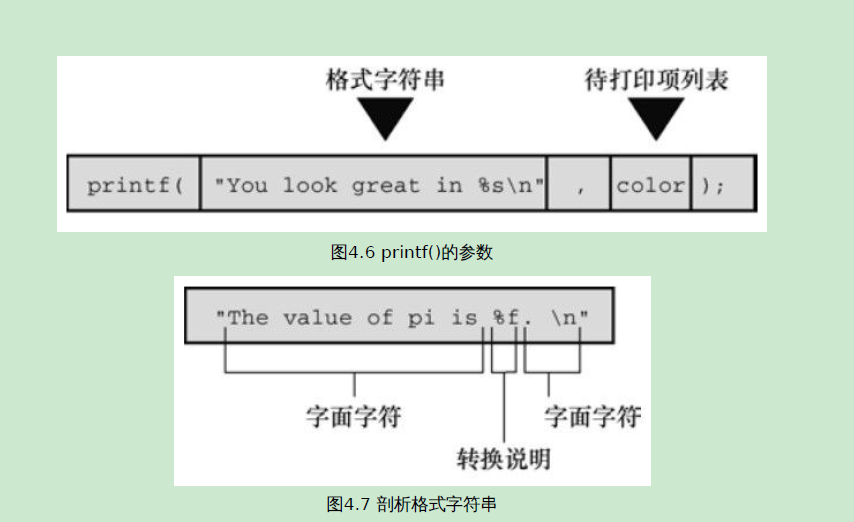 格式字符串 待打印项列表
printf( "You look great in %s\n" , color );
图4.6 printf()的参数
"The value of pi is %f. \n"
字面字符 字面字符
转换说明
图4.7 剖析格式字符串